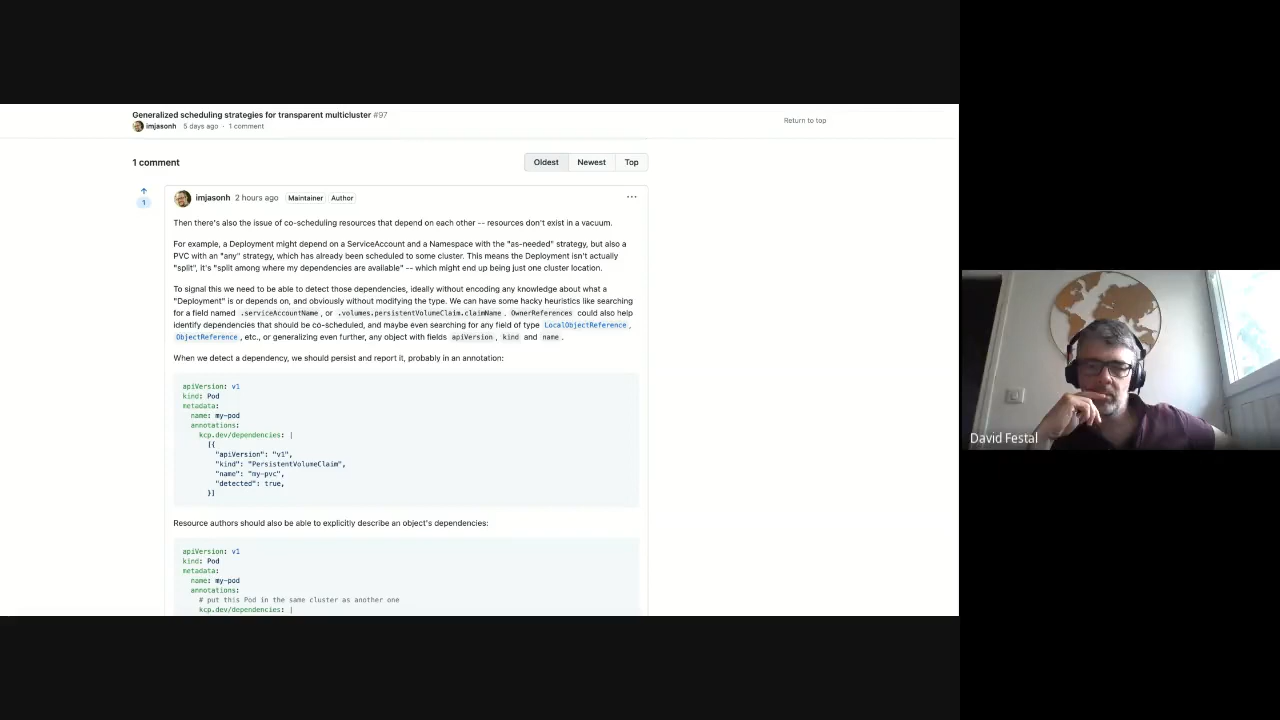 Generalized scheduling strategies for transparent multicluster #97
imjasonh 5 days ago · 1 comment
Return to top
1 comment
Oldest Newest Top
1
imjasonh 2 hours ago Maintainer Author ···
Then there's also the issue of co-scheduling resources that depend on each other -- resources don't exist in a vacuum.
For example, a Deployment might depend on a ServiceAccount and a Namespace with the "as-needed" strategy, but also a
PVC with an "any" strategy, which has already been scheduled to some cluster. This means the Deployment isn't actually
"split", it's "split among where my dependencies are available" -- which might end up being just one cluster location.
To signal this we need to be able to detect those dependencies, ideally without encoding any knowledge about what a
"Deployment" is or depends on, and obviously without modifying the type. We can have some hacky heuristics like searching
for a field named .serviceAccountName, or .volumes.persistentVolumeClaim.claimName. OwnerReferences could also help
identify dependencies that should be co-scheduled, and maybe even searching for any field of type LocalObjectReference,
ObjectReference, etc., or generalizing even further, any object with fields apiVersion, kind and name.
When we detect a dependency, we should persist and report it, probably in an annotation:
apiVersion: v1
kind: Pod
metadata:
  name: my-pod
  annotations:
    kcp.dev/dependencies: |
      [{
        "apiVersion": "v1",
        "kind": "PersistentVolumeClaim",
        "name": "my-pvc",
        "detected": true,
      }]
Resource authors should also be able to explicitly describe an object's dependencies:
apiVersion: v1
kind: Pod
metadata:
  name: my-pod
  annotations:
    # put this Pod in the same cluster as another one
    kcp.dev/dependencies: |
David Festal